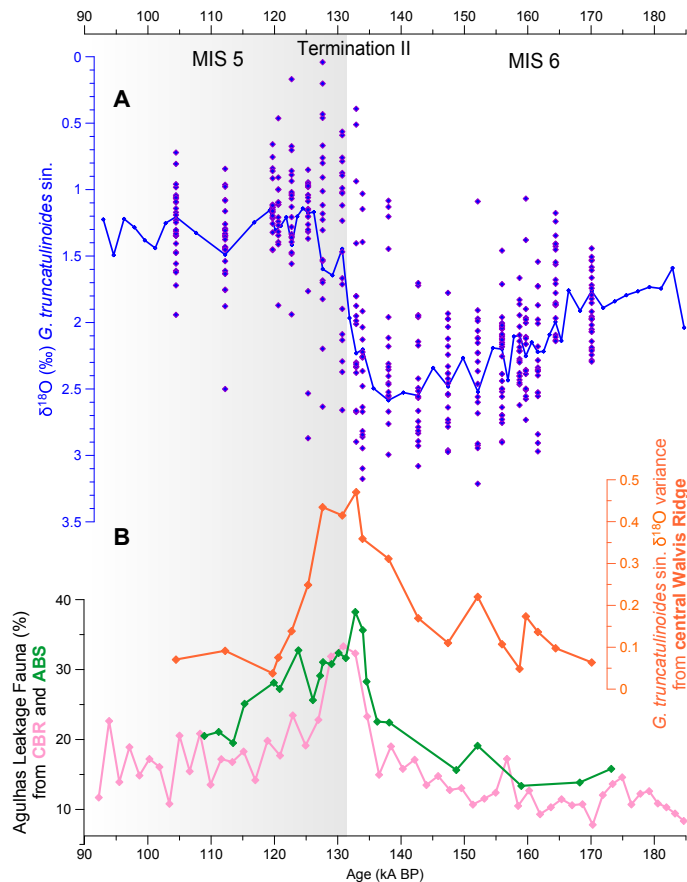 90 100 110 120 130 140 150 160 170 180
Termination II
MIS 5
MIS 6
A
0
0.5
1
1.5
2
2.5
3
3.5
δ¹⁸O (‰) G. truncatulinoides sin.
B
0.5
0.4
0.3
0.2
0.1
0
G. truncatulinoides sin. δ¹⁸O variance
from central Walvis Ridge
40
30
20
10
Agulhas Leakage Fauna (%)
from CBR and ABS
90 100 110 120 130 140 150 160 170 180
Age (kA BP)